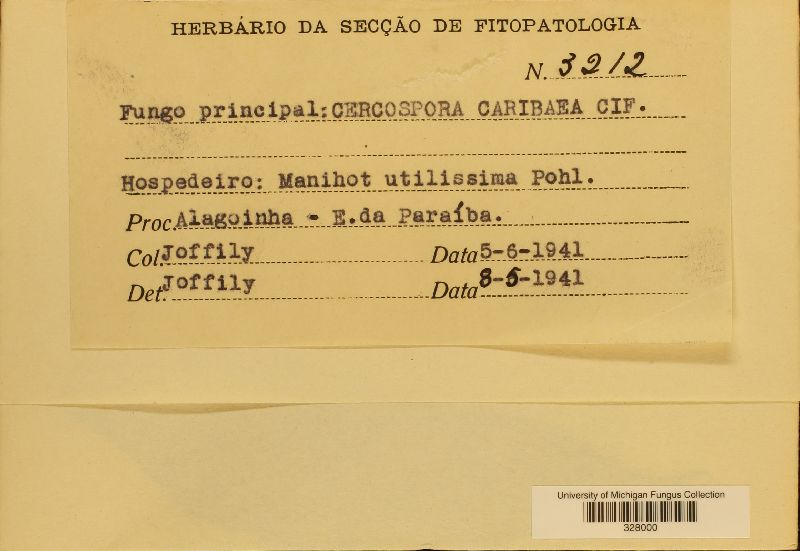 HERBÁRIO DA SECÇÃO DE FITOPATOLOGIA
N. 3212
Fungo principal: CERCOSPORA CARIBAEA CIF.
Hospedeiro: Manihot utilissima Pohl.
Proc. Alagoinha - E.da Paraíba.
Col. Joffily Data 5-6-1941
Det. Joffily Data 8-5-1941
University of Michigan Fungus Collection
328000